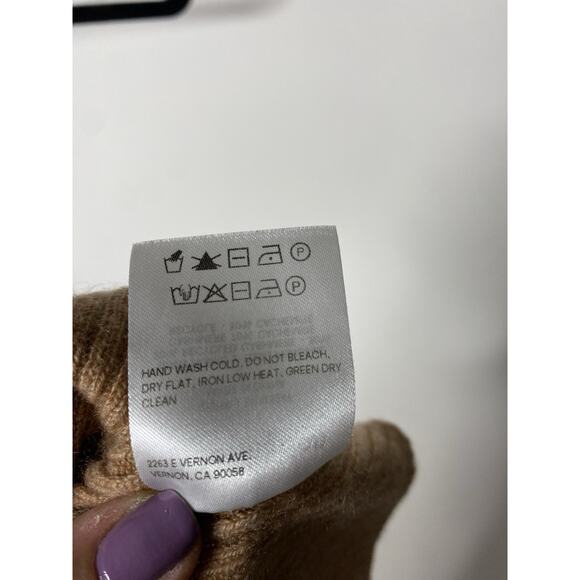 P
P
HAND WASH COLD, DO NOT BLEACH,
DRY FLAT, IRON LOW HEAT, GREEN DRY
CLEAN
2263 E VERNON AVE.
VERNON, CA 90058